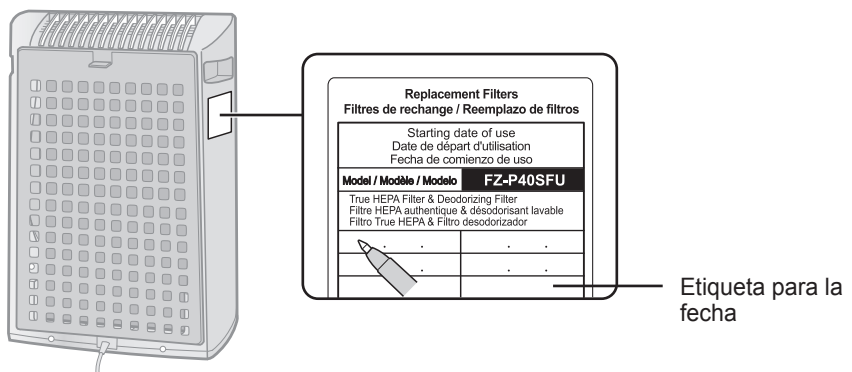 Replacement Filters
Filtres de rechange / Reemplazo de filtros
Starting date of use
Date de départ d'utilisation
Fecha de comienzo de uso
Model / Modèle / Modelo FZ-P40SFU
True HEPA Filter & Deodorizing Filter
Filtre HEPA authentique & désodorisant lavable
Filtro True HEPA & Filtro desodorizador
Etiqueta para la
fecha